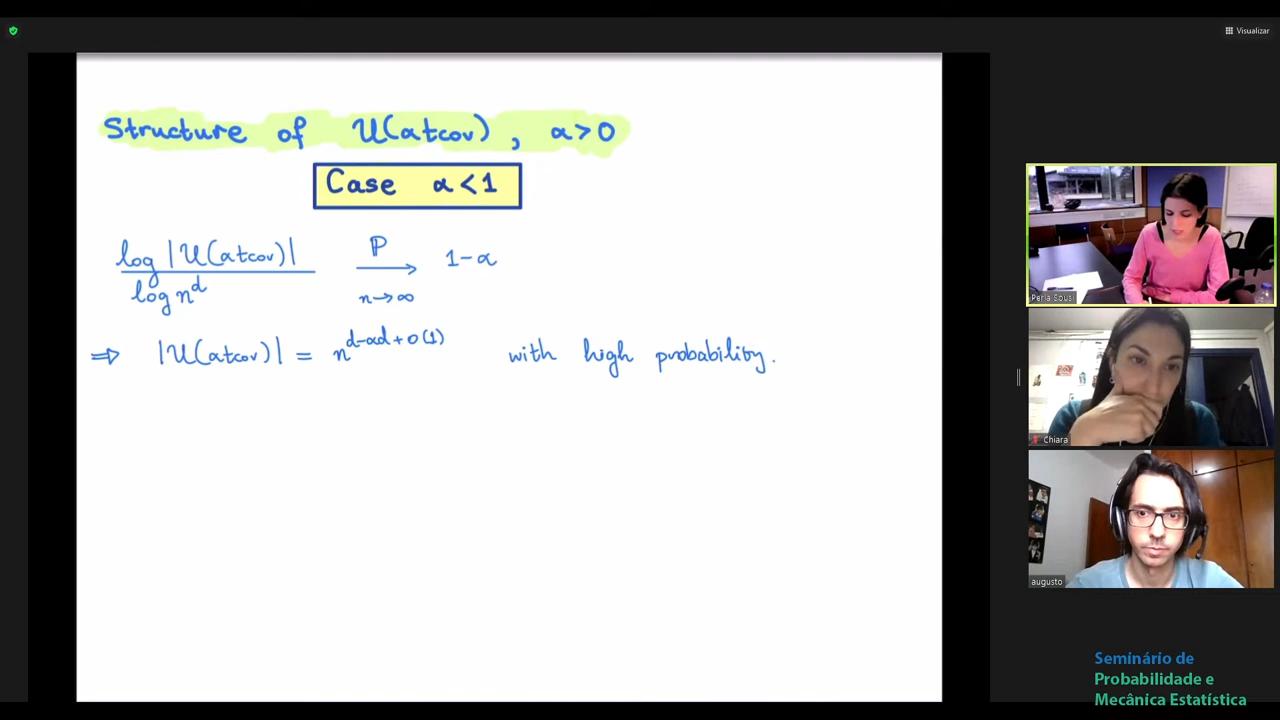 Visualizar
Structure of U(αtcov), α>0
Case α<1
log |U(αtcov)| / log n^d →^P_{n→∞} 1-α
⇒ |U(αtcov)| = n^{d-αd+o(1)} with high probability.
Perla Sousi
Chiara
augusto
Seminário de
Probabilidade e
Mecânica Estatística